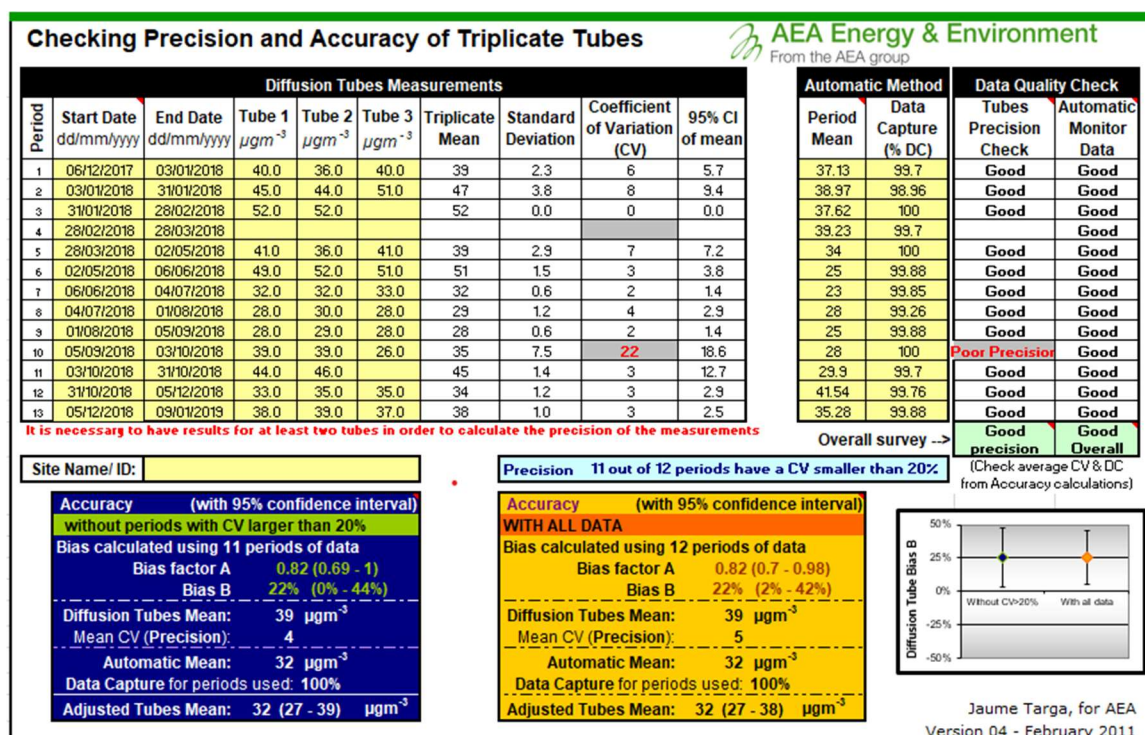 Checking Precision and Accuracy of Triplicate Tubes
AEA Energy & Environment
From the AEA group
Diffusion Tubes Measurements
Period Start Date dd/mm/yyyy End Date dd/mm/yyyy Tube 1 µgm⁻³ Tube 2 µgm⁻³ Tube 3 µgm⁻³ Triplicate Mean Standard Deviation Coefficient of Variation (CV) 95% CI of mean
Automatic Method
Period Mean Data Capture (% DC)
Data Quality Check
Tubes Precision Check Automatic Monitor Data
1 06/12/2017 03/01/2018 40.0 36.0 40.0 39 2.3 6 5.7 37.13 99.7 Good Good
2 03/01/2018 31/01/2018 45.0 44.0 51.0 47 3.8 8 9.4 38.97 98.96 Good Good
3 31/01/2018 28/02/2018 52.0 52.0 52 0.0 0 0.0 37.62 100 Good Good
4 28/02/2018 28/03/2018 39.23 99.7 Good
5 28/03/2018 02/05/2018 41.0 36.0 41.0 39 2.9 7 7.2 34 100 Good Good
6 02/05/2018 06/06/2018 49.0 52.0 51.0 51 1.5 3 3.8 25 99.88 Good Good
7 06/06/2018 04/07/2018 32.0 32.0 33.0 32 0.6 2 1.4 23 99.85 Good Good
8 04/07/2018 01/08/2018 28.0 30.0 28.0 29 1.2 4 2.9 28 99.26 Good Good
9 01/08/2018 05/09/2018 28.0 29.0 28.0 28 0.6 2 1.4 25 99.88 Good Good
10 05/09/2018 03/10/2018 39.0 39.0 26.0 35 7.5 22 18.6 28 100 Poor Precision Good
11 03/10/2018 31/10/2018 44.0 46.0 45 1.4 3 12.7 29.9 99.7 Good Good
12 31/10/2018 05/12/2018 33.0 35.0 35.0 34 1.2 3 2.9 41.54 99.76 Good Good
13 05/12/2018 09/01/2019 38.0 39.0 37.0 38 1.0 3 2.5 35.28 99.88 Good Good
It is necessary to have results for at least two tubes in order to calculate the precision of the measurements
Overall survey --> Good precision Good Overall
(Check average CV & DC from Accuracy calculations)
Site Name/ ID:
Precision 11 out of 12 periods have a CV smaller than 20%
Accuracy (with 95% confidence interval)
without periods with CV larger than 20%
Bias calculated using 11 periods of data
Bias factor A 0.82 (0.69 - 1)
Bias B 22% (0% - 44%)
Diffusion Tubes Mean: 39 µgm⁻³
Mean CV (Precision): 4
Automatic Mean: 32 µgm⁻³
Data Capture for periods used: 100%
Adjusted Tubes Mean: 32 (27 - 39) µgm⁻³
Accuracy (with 95% confidence interval)
WITH ALL DATA
Bias calculated using 12 periods of data
Bias factor A 0.82 (0.7 - 0.98)
Bias B 22% (2% - 42%)
Diffusion Tubes Mean: 39 µgm⁻³
Mean CV (Precision): 5
Automatic Mean: 32 µgm⁻³
Data Capture for periods used: 100%
Adjusted Tubes Mean: 32 (27 - 38) µgm⁻³
Diffusion Tube Bias B
50%
25%
0%
-25%
-50%
Without CV>20% With all data
Jaume Targa, for AEA
Version 04 - February 2011